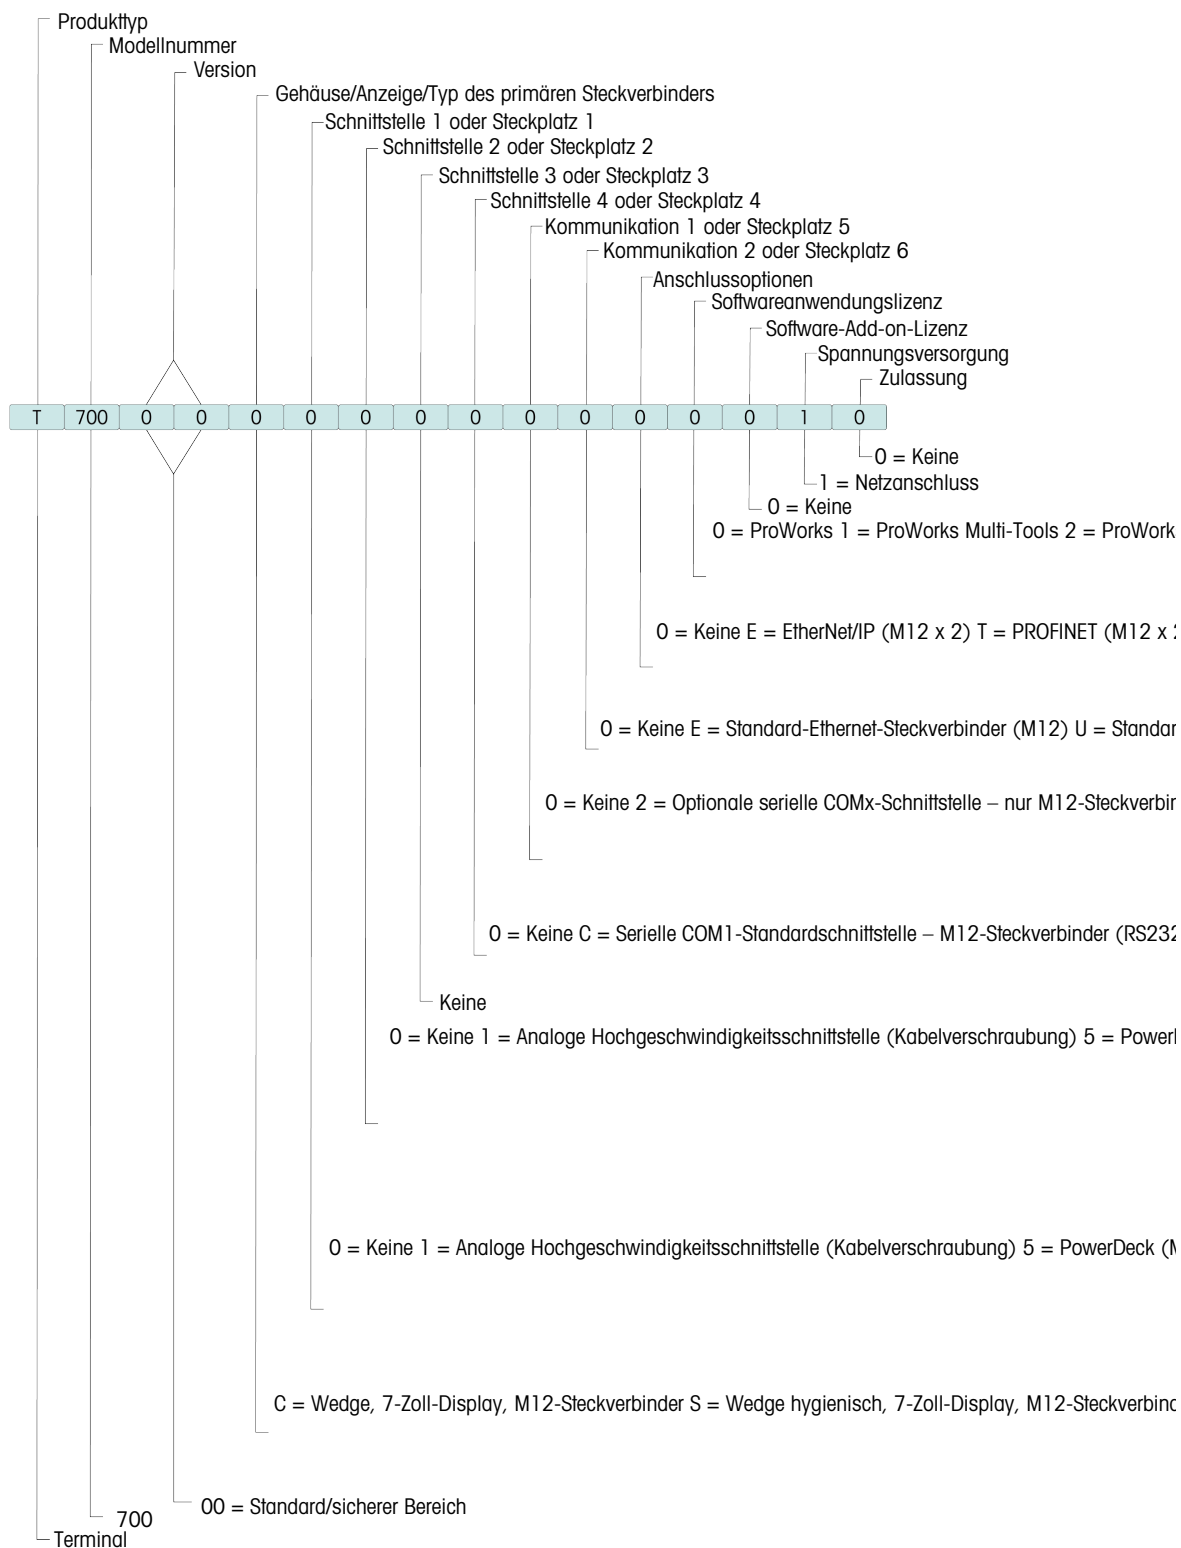 Produkttyp
Modellnummer
Version
Gehäuse/Anzeige/Typ des primären Steckverbinders
Schnittstelle 1 oder Steckplatz 1
Schnittstelle 2 oder Steckplatz 2
Schnittstelle 3 oder Steckplatz 3
Schnittstelle 4 oder Steckplatz 4
Kommunikation 1 oder Steckplatz 5
Kommunikation 2 oder Steckplatz 6
Anschlussoptionen
Softwareanwendungslizenz
Software-Add-on-Lizenz
Spannungsversorgung
Zulassung
T 700 0 0 0 0 0 0 0 0 0 0 0 0 1 0
0 = Keine
1 = Netzanschluss
0 = Keine
0 = ProWorks 1 = ProWorks Multi-Tools 2 = ProWork
0 = Keine E = EtherNet/IP (M12 x 2) T = PROFINET (M12 x
0 = Keine E = Standard-Ethernet-Steckverbinder (M12) U = Standar
0 = Keine 2 = Optionale serielle COMx-Schnittstelle – nur M12-Steckverbin
0 = Keine C = Serielle COM1-Standardschnittstelle – M12-Steckverbinder (RS232
Keine
0 = Keine 1 = Analoge Hochgeschwindigkeitsschnittstelle (Kabelverschraubung) 5 = Power
0 = Keine 1 = Analoge Hochgeschwindigkeitsschnittstelle (Kabelverschraubung) 5 = PowerDeck (M
C = Wedge, 7-Zoll-Display, M12-Steckverbinder S = Wedge hygienisch, 7-Zoll-Display, M12-Steckverbind
00 = Standard/sicherer Bereich
700
Terminal